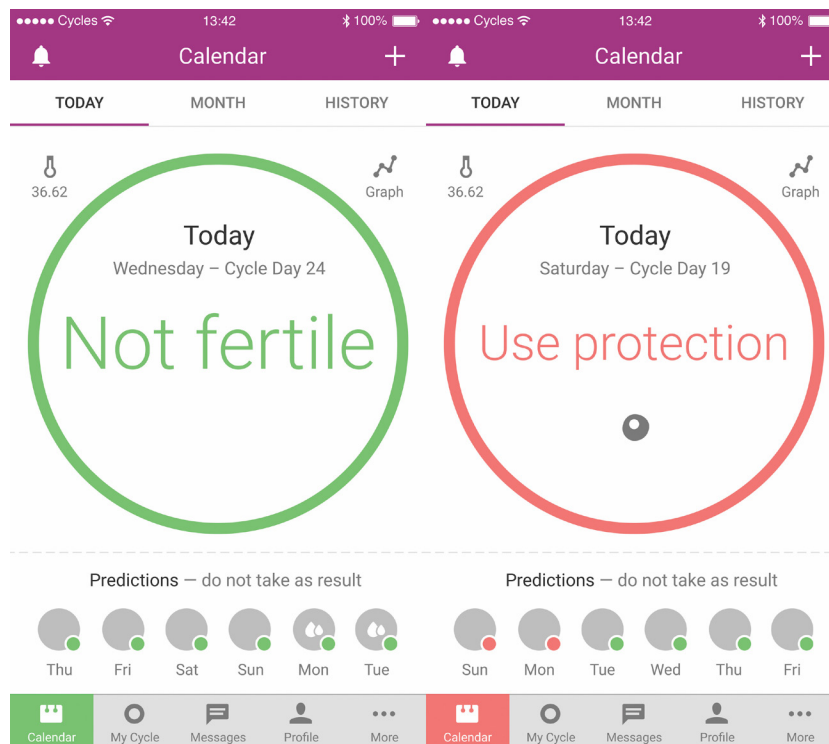 Cycles 13:42 100%
Calendar
TODAY MONTH HISTORY
36.62 Graph
Today
Wednesday – Cycle Day 24
Not fertile
Predictions — do not take as result
Thu Fri Sat Sun Mon Tue
Calendar My Cycle Messages Profile More
Cycles 13:42 100%
Calendar
TODAY MONTH HISTORY
36.62 Graph
Today
Saturday – Cycle Day 19
Use protection
Predictions — do not take as result
Sun Mon Tue Wed Thu Fri
Calendar My Cycle Messages Profile More